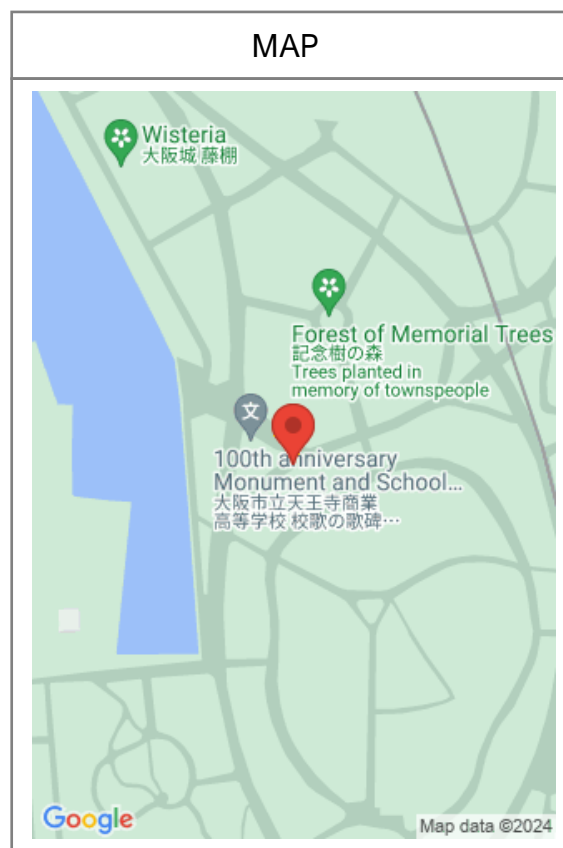 MAP
Wisteria
大阪城 藤棚
Forest of Memorial Trees
記念樹の森
Trees planted in
memory of townspeople
文
100th anniversary
Monument and School...
大阪市立天王寺商業
高等学校 校歌の歌碑…
Google
Map data ©2024